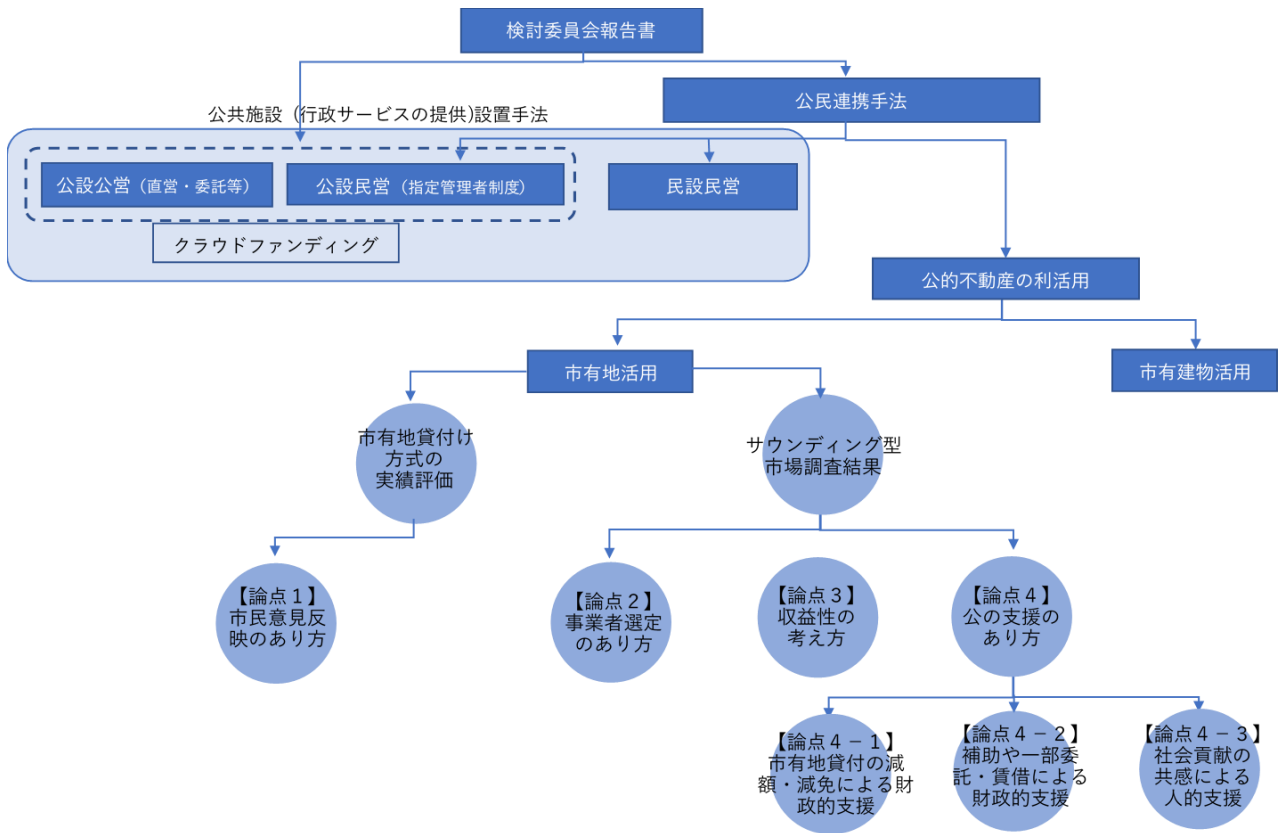 検討委員会報告書
公民連携手法
公共施設（行政サービスの提供)設置手法
公設公営（直営・委託等）
公設民営（指定管理者制度）
民設民営
クラウドファンディング
公的不動産の利活用
市有地活用
市有建物活用
市有地貸付け
方式の
実績評価
サウンディング型
市場調査結果
【論点１】
市民意見反
映のあり方
【論点２】
事業者選定
のあり方
【論点３】
収益性の
考え方
【論点４】
公の支援の
あり方
【論点４－１】
市有地貸付の減
額・減免による財
政的支援
【論点４－２】
補助や一部委
託・賃借による
財政的支援
【論点４－３】
社会貢献の
共感による
人的支援